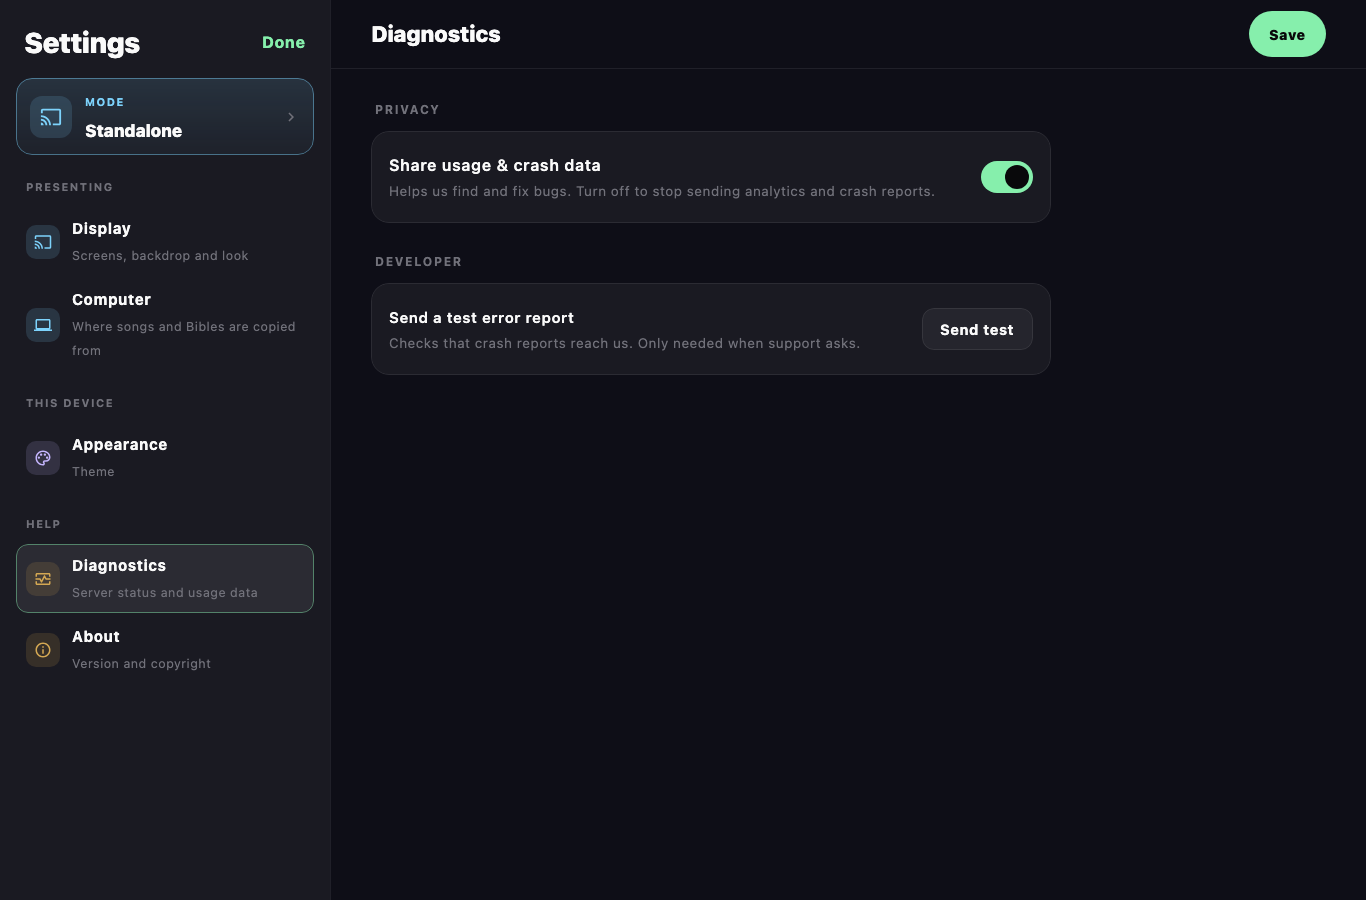 Settings
Done
MODE
Standalone
PRESENTING
Display
Screens, backdrop and look
Computer
Where songs and Bibles are copied
from
THIS DEVICE
Appearance
Theme
HELP
Diagnostics
Server status and usage data
About
Version and copyright
Diagnostics
Save
PRIVACY
Share usage & crash data
Helps us find and fix bugs. Turn off to stop sending analytics and crash reports.
DEVELOPER
Send a test error report
Checks that crash reports reach us. Only needed when support asks.
Send test